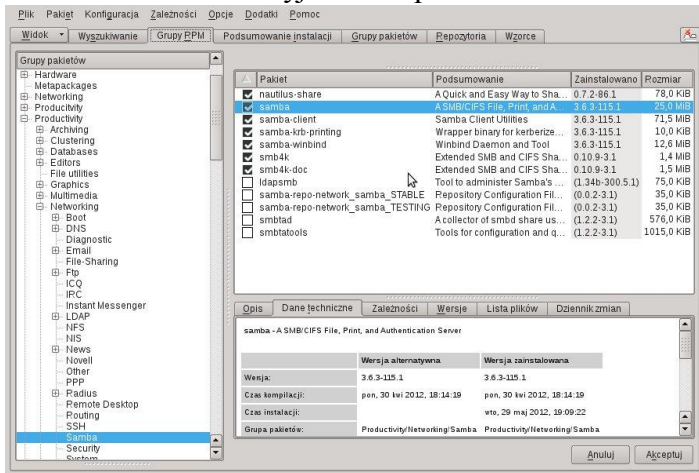 Plik Pakiet Konfiguracja Zależności Opcje Dodatki Pomoc
Widok Wyszukiwanie Grupy RPM Podsumowanie instalacji Grupy pakietów Repozytoria Wzorce
Grupy pakietów
Hardware
Metapackages
Networking
Producitvity
Productivity
Archiving
Clustering
Databases
Editors
File utilities
Graphics
Multimedia
Networking
Boot
DNS
Diagnostic
Email
File-Sharing
Ftp
ICQ
IRC
Instant Messenger
LDAP
NFS
NIS
News
Novell
Other
PPP
Radius
Remote Desktop
Routing
SSH
Samba
Security
System
Pakiet Podsumowanie Zainstalowano Rozmiar
nautilus-share A Quick and Easy Way to Sha... 0.7.2-86.1 78,0 KiB
samba A SMB/CIFS File, Print, and A... 3.6.3-115.1 25,0 MiB
samba-client Samba Client Utilities 3.6.3-115.1 71,5 MiB
samba-krb-printing Wrapper binary for kerberize... 3.6.3-115.1 10,0 KiB
samba-winbind Winbind Daemon and Tool 3.6.3-115.1 12,6 MiB
smb4k Extended SMB and CIFS Sha... 0.10.9-3.1 1,4 MiB
smb4k-doc Extended SMB and CIFS Sha... 0.10.9-3.1 1,5 MiB
ldapsmb Tool to administer Samba's ... (1.34b-300.5.1) 75,0 KiB
samba-repo-network_samba_STABLE Repository Configuration Fil... (0.0.2-3.1) 35,0 KiB
samba-repo-network_samba_TESTING Repository Configuration Fil... (0.0.2-3.1) 35,0 KiB
smbtad A collector of smbd share us... (1.2.2-3.1) 576,0 KiB
smbtatools Tools for configuration and q... (1.2.2-3.1) 1015,0 KiB
Opis Dane techniczne Zależności Wersje Lista plików Dziennik zmian
samba - A SMB/CIFS File, Print, and Authentication Server
Wersja alternatywna Wersja zainstalowana
Wersja: 3.6.3-115.1 3.6.3-115.1
Czas kompilacji: pon, 30 kwi 2012, 18:14:19 pon, 30 kwi 2012, 18:14:19
Czas instalacji: wto, 29 maj 2012, 19:09:22
Grupa pakietów: Productivity/Networking/Samba Productivity/Networking/Samba
Anuluj Akceptuj